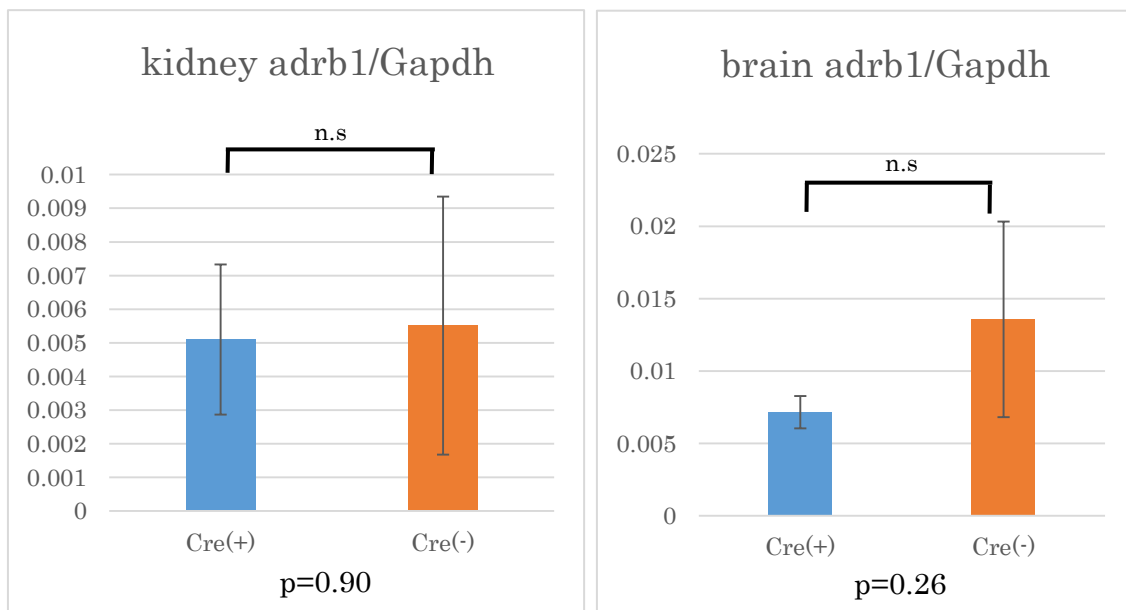 kidney adrb1/Gapdh
n.s
0.01
0.009
0.008
0.007
0.006
0.005
0.004
0.003
0.002
0.001
0
Cre(+) Cre(-)
p=0.90
brain adrb1/Gapdh
n.s
0.025
0.02
0.015
0.01
0.005
0
Cre(+) Cre(-)
p=0.26